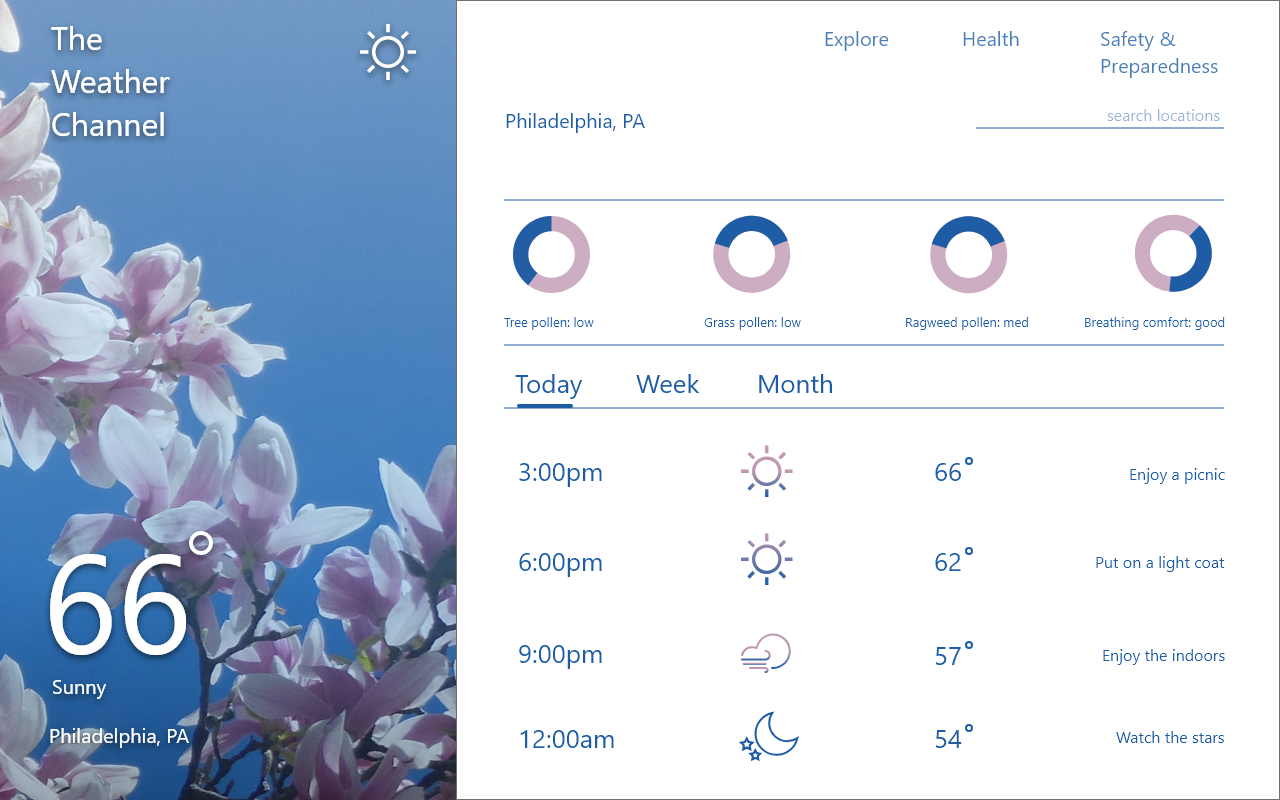 The
Weather
Channel
66°
Sunny
Philadelphia, PA
Explore
Health
Safety &
Preparedness
Philadelphia, PA
search locations
Tree pollen: low
Grass pollen: low
Ragweed pollen: med
Breathing comfort: good
Today
Week
Month
3:00pm
66°
Enjoy a picnic
6:00pm
62°
Put on a light coat
9:00pm
57°
Enjoy the indoors
12:00am
54°
Watch the stars